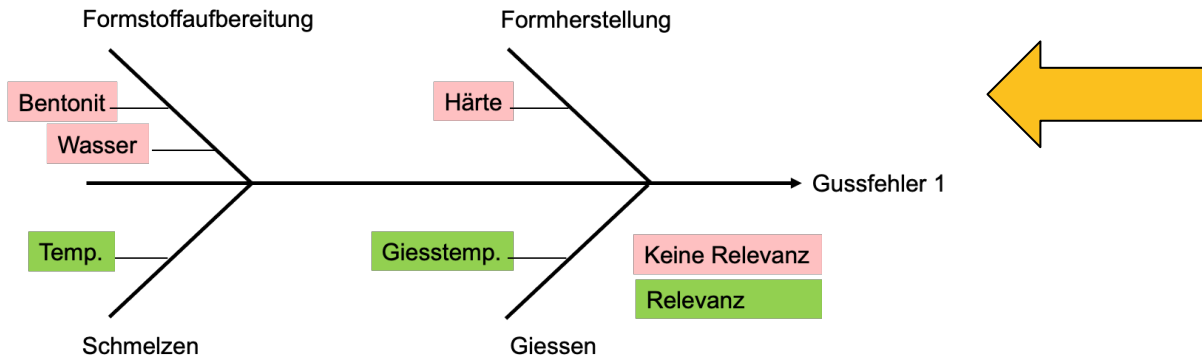 Formstoffaufbereitung
Formherstellung
Bentonit
Härte
Wasser
Gussfehler 1
Temp.
Giesstemp.
Keine Relevanz
Relevanz
Schmelzen
Giessen